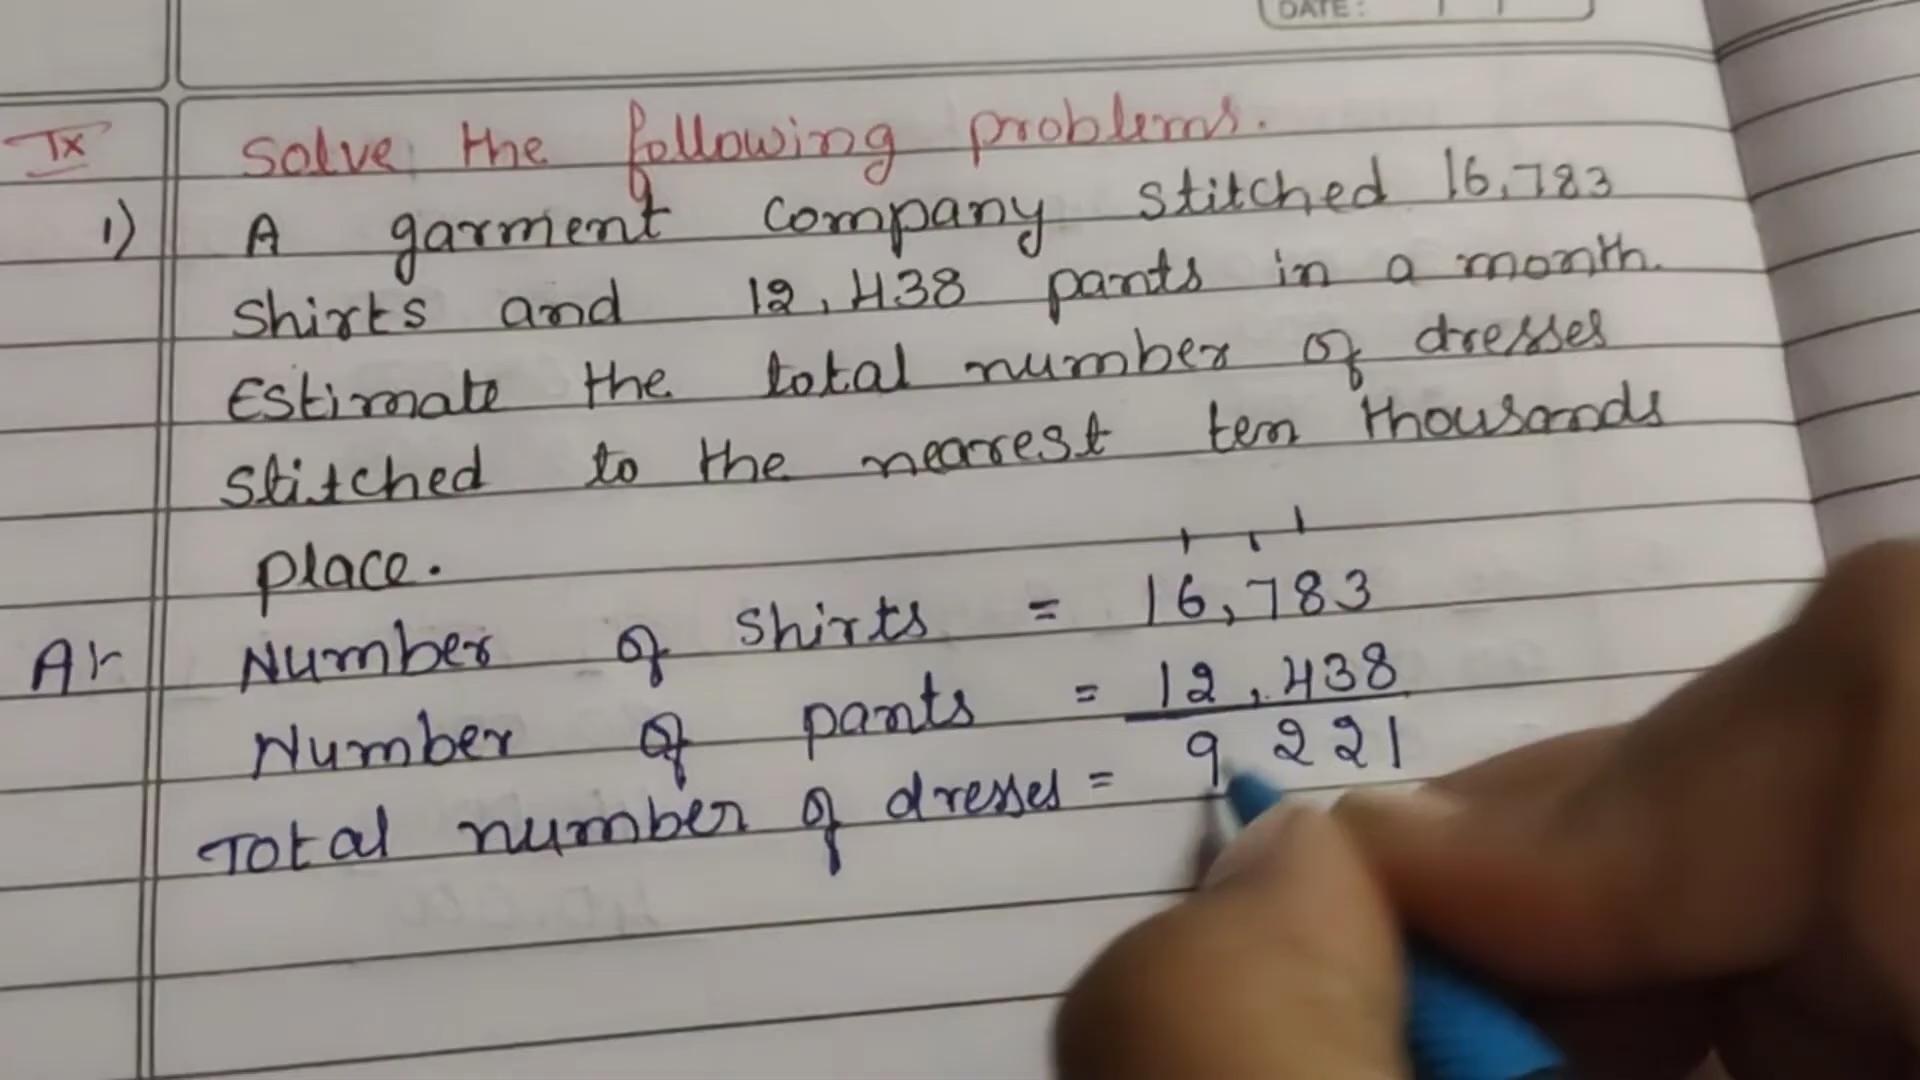 DATE :
IX Solve the following problems.
1) A garment company stitched 16,783
shirts and 12,438 pants in a month.
Estimate the total number of dresses
stitched to the nearest ten thousands
place.
A:- Number of shirts = 16,783
Number of pants = 12,438
Total number of dresses = 9 221